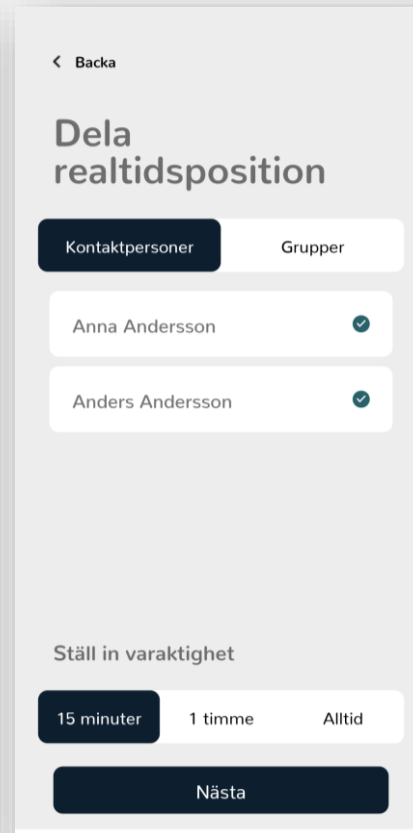 Backa
Dela
realtidsposition
Kontaktpersoner Grupper
Anna Andersson
Anders Andersson
Ställ in varaktighet
15 minuter 1 timme Alltid
Nästa